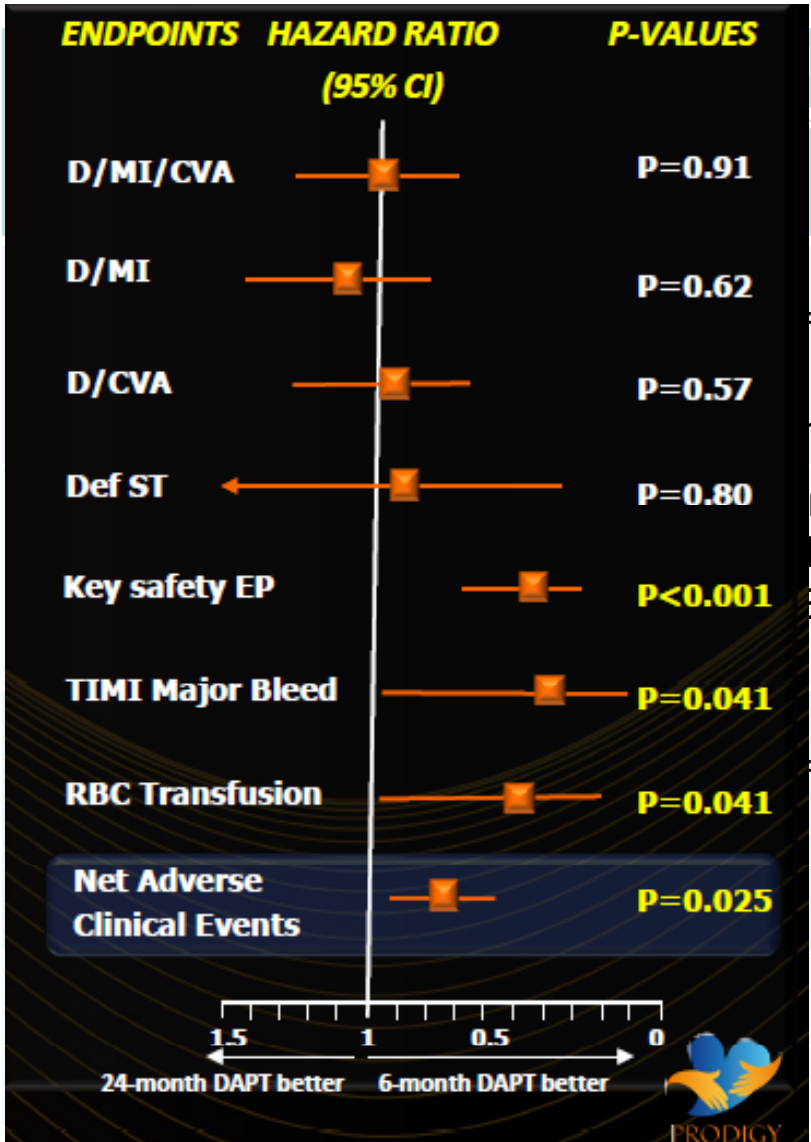 ENDPOINTS HAZARD RATIO P-VALUES
(95% CI)
D/MI/CVA P=0.91
D/MI P=0.62
D/CVA P=0.57
Def ST P=0.80
Key safety EP P<0.001
TIMI Major Bleed P=0.041
RBC Transfusion P=0.041
Net Adverse
Clinical Events P=0.025
1.5 1 0.5 0
24-month DAPT better 6-month DAPT better
PRODIGY